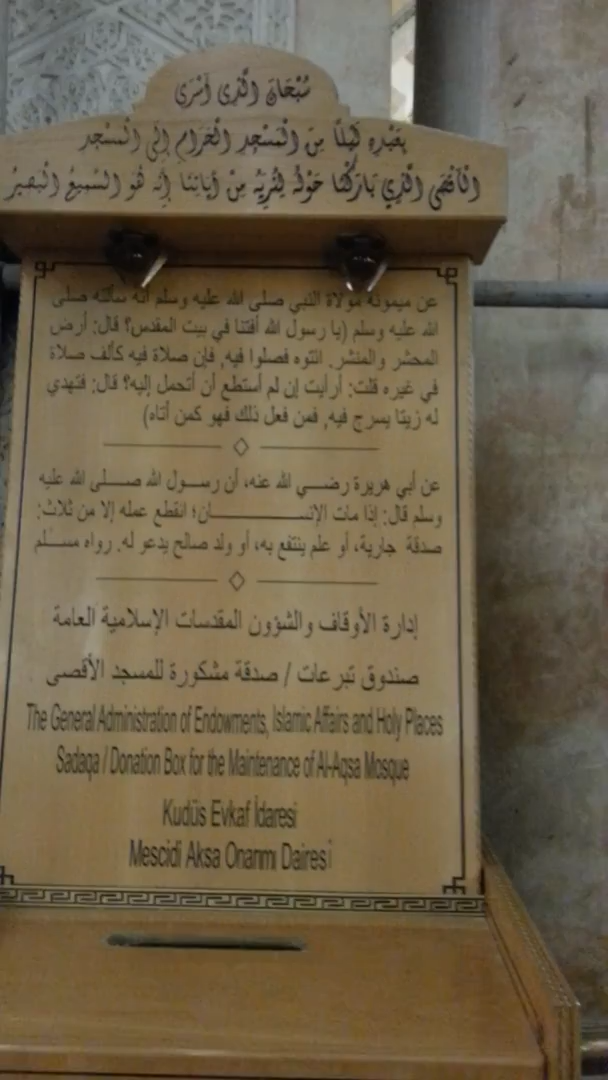 سُبْحَانَ الَّذِي أَسْرَى
بِعَبْدِهِ لَيْلًا مِنَ الْمَسْجِدِ الْحَرَامِ إِلَى الْمَسْجِدِ
الْأَقْصَى الَّذِي بَارَكْنَا حَوْلَهُ لِنُرِيَهُ مِنْ آيَاتِنَا إِنَّهُ هُوَ السَّمِيعُ الْبَصِيرُ
عن ميمونة مولاة النبي صلى الله عليه وسلم أنه سألته صلى
الله عليه وسلم (يا رسول الله أفتنا في بيت المقدس؟ قال: أرض
المحشر والمنشر. ائتوه فصلوا فيه, فإن صلاة فيه كألف صلاة
في غيره قلت: أرأيت إن لم أستطع أن أتحمل إليه؟ قال: فتهدي
له زيتا يسرج فيه, فمن فعل ذلك فهو كمن أتاه)
عن أبي هريرة رضــي الله عنه، أن رســول الله صــلى الله عليه
وسلم قال: إذا مات الإنســـــــان؛ انقطع عمله إلا من ثلاث:
صدقة جارية، أو علم ينتفع به، أو ولد صالح يدعو له. رواه مســلم
إدارة الأوقاف والشؤون المقدسات الإسلامية العامة
صندوق تبرعات / صدقة مشكورة للمسجد الأقصى
The General Administration of Endowments, Islamic Affairs and Holy Places
Sadaqa / Donation Box for the Maintenance of Al-Aqsa Mosque
Kudüs Evkaf İdaresi
Mescidi Aksa Onarımı Dairesi